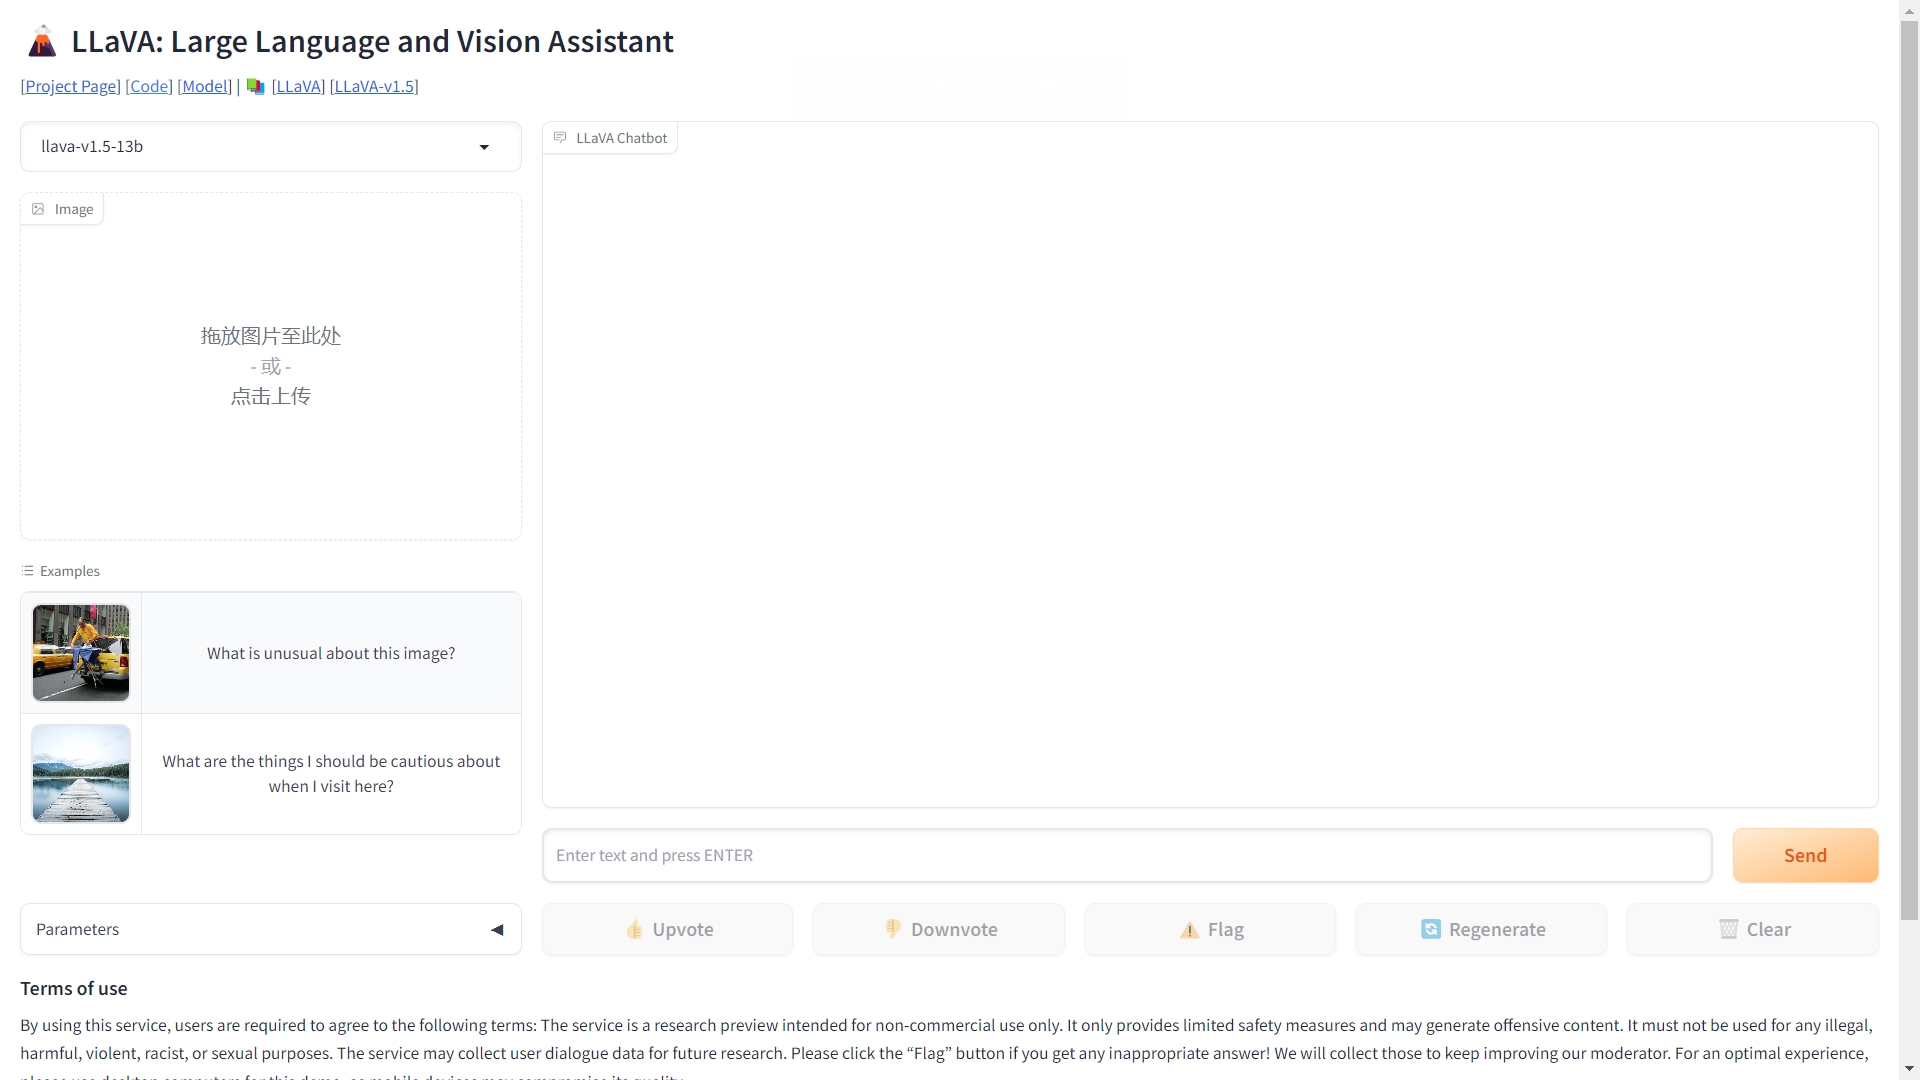 LLaVA: Large Language and Vision Assistant
[Project Page] [Code] [Model] | [LLaVA] [LLaVA-v1.5]
llava-v1.5-13b
Image
拖放图片至此处
- 或 -
点击上传
Examples
What is unusual about this image?
What are the things I should be cautious about
when I visit here?
Parameters
LLaVA Chatbot
Enter text and press ENTER
Send
Upvote
Downvote
Flag
Regenerate
Clear
Terms of use
By using this service, users are required to agree to the following terms: The service is a research preview intended for non-commercial use only. It only provides limited safety measures and may generate offensive content. It must not be used for any illegal,
harmful, violent, racist, or sexual purposes. The service may collect user dialogue data for future research. Please click the “Flag” button if you get any inappropriate answer! We will collect those to keep improving our moderator. For an optimal experience,